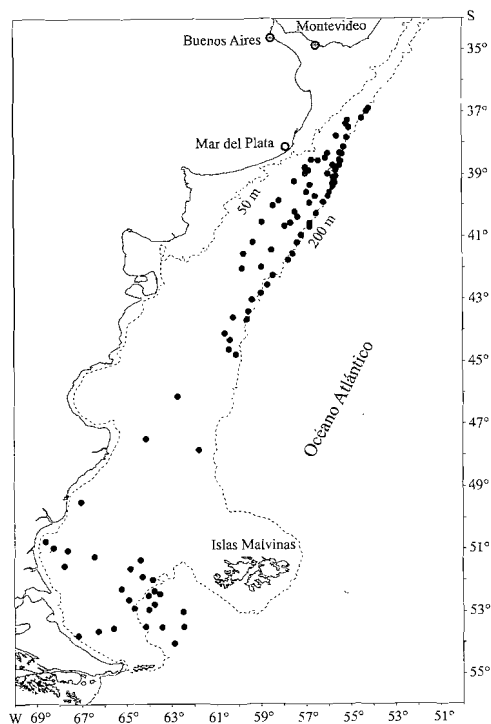 S
Montevideo
Buenos Aires
35°
37°
Mar del Plata
39°
50 m
200 m
41°
43°
45°
Océano Atlántico
47°
49°
Islas Malvinas
51°
53°
55°
W 69° 67° 65° 63° 61° 59° 57° 55° 53° 51°